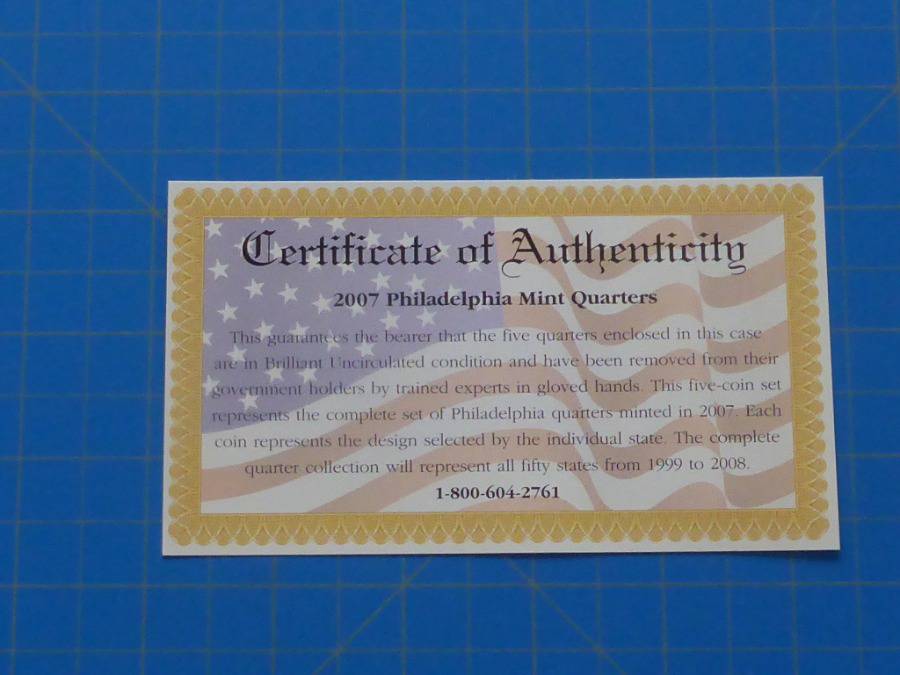 Certificate of Authenticity
2007 Philadelphia Mint Quarters
This guarantees the bearer that the five quarters enclosed in this case
are in Brilliant Uncirculated condition and have been removed from their
government holders by trained experts in gloved hands. This five-coin set
represents the complete set of Philadelphia quarters minted in 2007. Each
coin represents the design selected by the individual state. The complete
quarter collection will represent all fifty states from 1999 to 2008.
1-800-604-2761